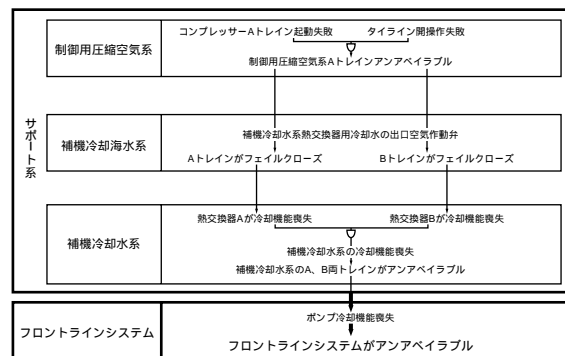 サポート系
制御用圧縮空気系
コンプレッサーAトレイン起動失敗
タイライン開操作失敗
制御用圧縮空気系Aトレインアンアベイラブル
補機冷却海水系
補機冷却水系熱交換器用冷却水の出口空気作動弁
Aトレインがフェイルクローズ
Bトレインがフェイルクローズ
補機冷却水系
熱交換器Aが冷却機能喪失
熱交換器Bが冷却機能喪失
補機冷却水系の冷却機能喪失
補機冷却水系のA、B両トレインがアンアベイラブル
フロントラインシステム
ポンプ冷却機能喪失
フロントラインシステムがアンアベイラブル